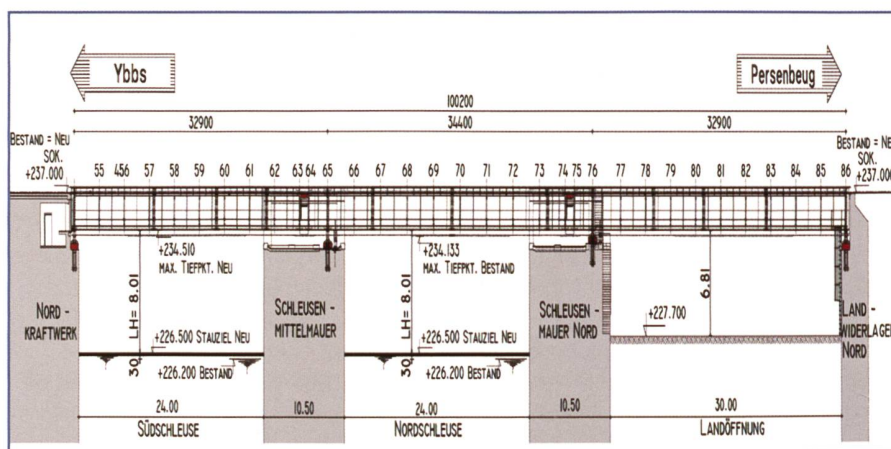 Ybbs
Persenbeug
100200
32900 34400 32900
BESTAND = NEU
SOK.
+237.000
BESTAND = NEU
SOK.
+237.000
55 456 57 58 59 60 61 62 63 64 65 66 67 68 69 70 71 72 73 74 75 76 77 78 79 80 81 82 83 84 85 86
+234.510
MAX. TIEFPKT. NEU
+234.133
MAX. TIEFPKT. BESTAND
LH= 8.01
LH= 8.01
6.81
NORD-
KRAFTWERK
SCHLEUSEN-
MITTELMAUER
SCHLEUSEN-
MAUER NORD
LAND-
WIDERLAGER
NORD
+227.700
+226.500 STAUZIEL NEU
+226.500 STAUZIEL NEU
30
+226.200 BESTAND
30
+226.200 BESTAND
24.00 10.50 24.00 10.50 30.00
SÜDSCHLEUSE NORDSCHLEUSE LANDÖFFNUNG